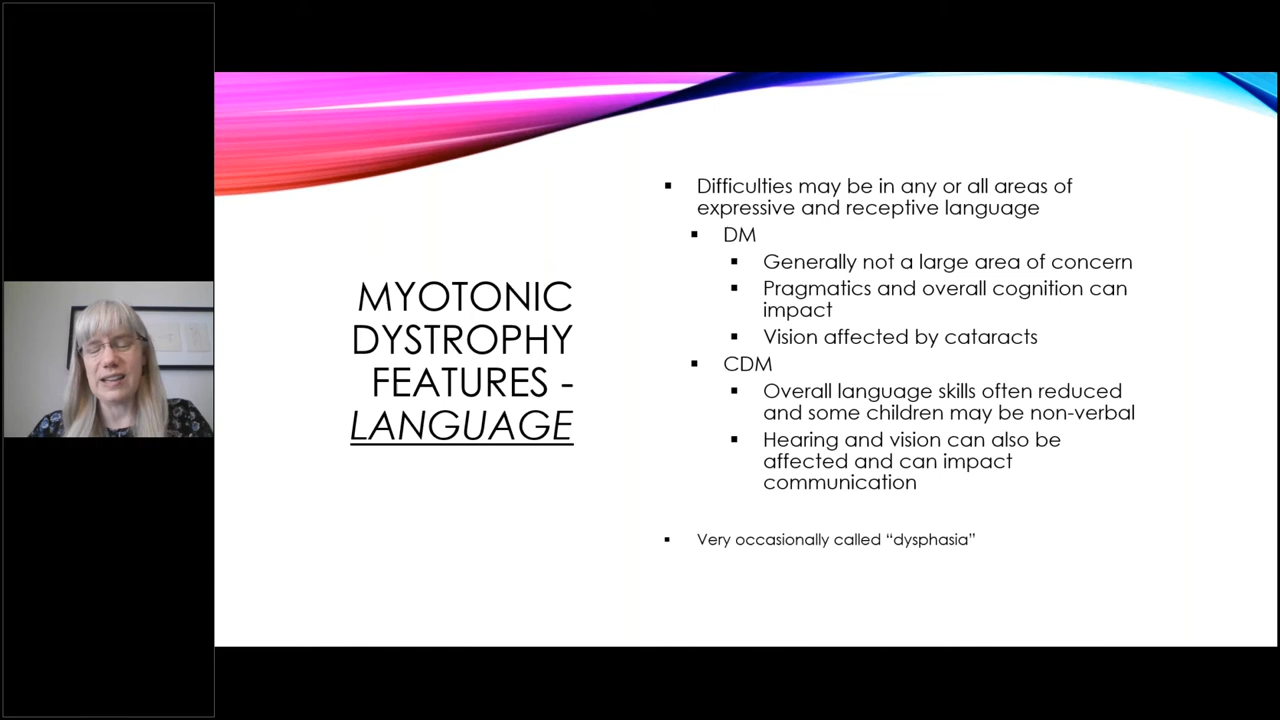 MYOTONIC
DYSTROPHY
FEATURES -
LANGUAGE
Difficulties may be in any or all areas of
expressive and receptive language
DM
Generally not a large area of concern
Pragmatics and overall cognition can
impact
Vision affected by cataracts
CDM
Overall language skills often reduced
and some children may be non-verbal
Hearing and vision can also be
affected and can impact
communication
Very occasionally called “dysphasia”